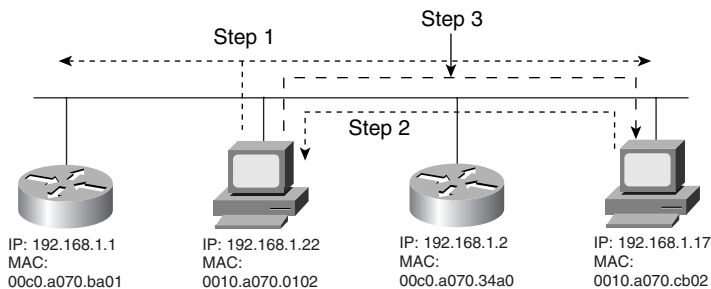 Step 3
Step 1
Step 2
IP: 192.168.1.1
MAC:
00c0.a070.ba01
IP: 192.168.1.22
MAC:
0010.a070.0102
IP: 192.168.1.2
MAC:
00c0.a070.34a0
IP: 192.168.1.17
MAC:
0010.a070.cb02